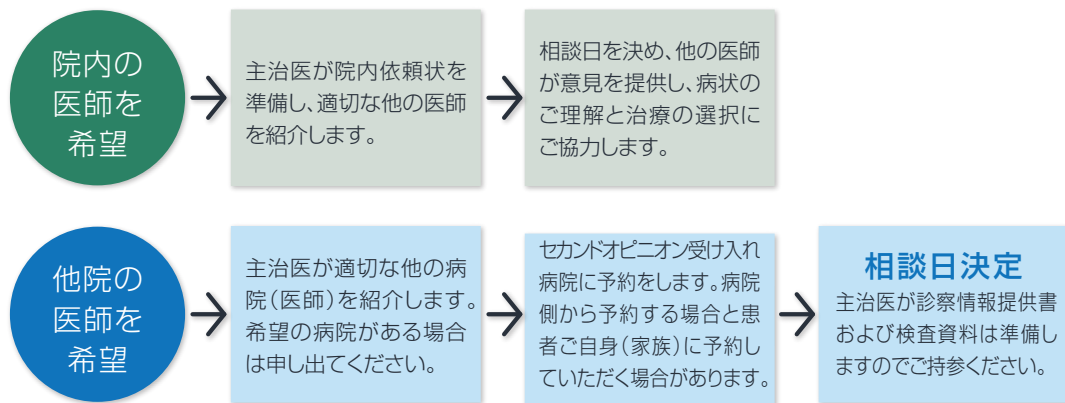 院内の
医師を
希望
主治医が院内依頼状を
準備し、適切な他の医師
を紹介します。
相談日を決め、他の医師
が意見を提供し、病状の
ご理解と治療の選択に
ご協力します。
他院の
医師を
希望
主治医が適切な他の病
院（医師）を紹介します。
希望の病院がある場合
は申し出てください。
セカンドオピニオン受け入れ
病院に予約をします。病院
側から予約する場合と患
者ご自身（家族）に予約し
ていただく場合があります。
相談日決定
主治医が診察情報提供書
および検査資料は準備し
ますのでご持参ください。